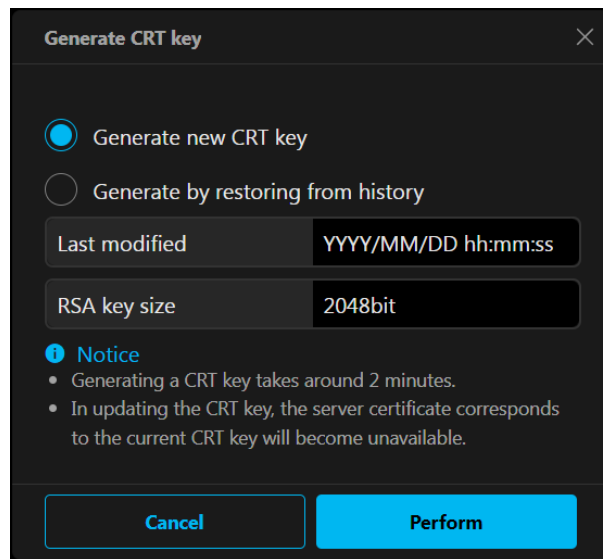 Generate CRT key
Generate new CRT key
Generate by restoring from history
Last modified YYYY/MM/DD hh:mm:ss
RSA key size 2048bit
Notice
• Generating a CRT key takes around 2 minutes.
• In updating the CRT key, the server certificate corresponds
to the current CRT key will become unavailable.
Cancel Perform